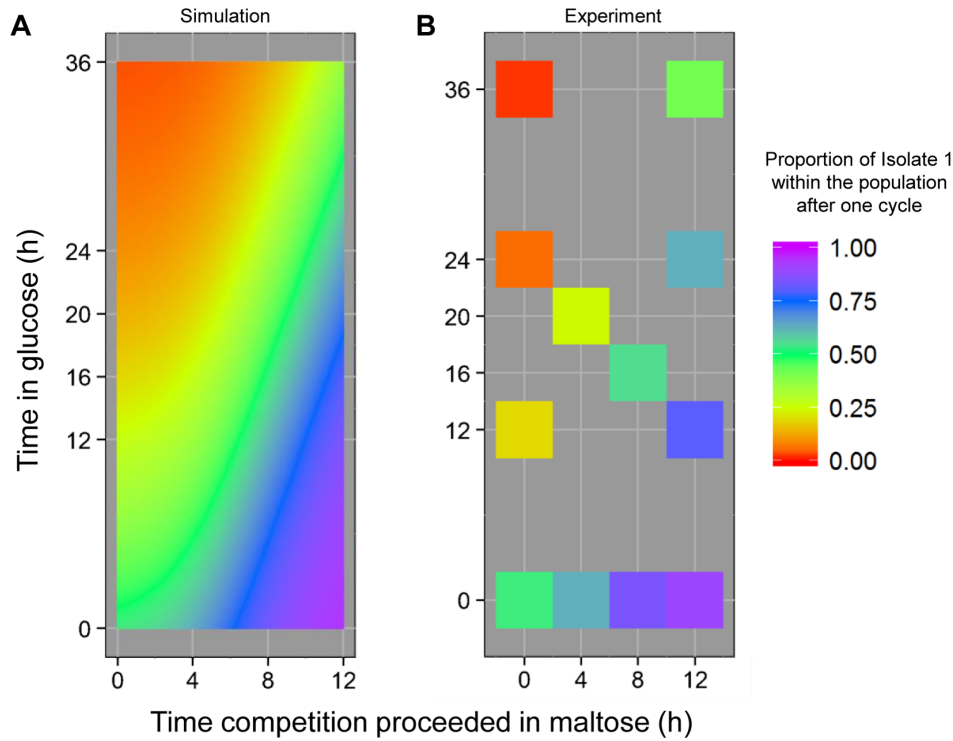 A
Simulation
B
Experiment
Time in glucose (h)
36
24
20
16
12
0
0
4
8
12
36
24
20
16
12
0
0
4
8
12
Time competition proceeded in maltose (h)
Proportion of Isolate 1
within the population
after one cycle
1.00
0.75
0.50
0.25
0.00